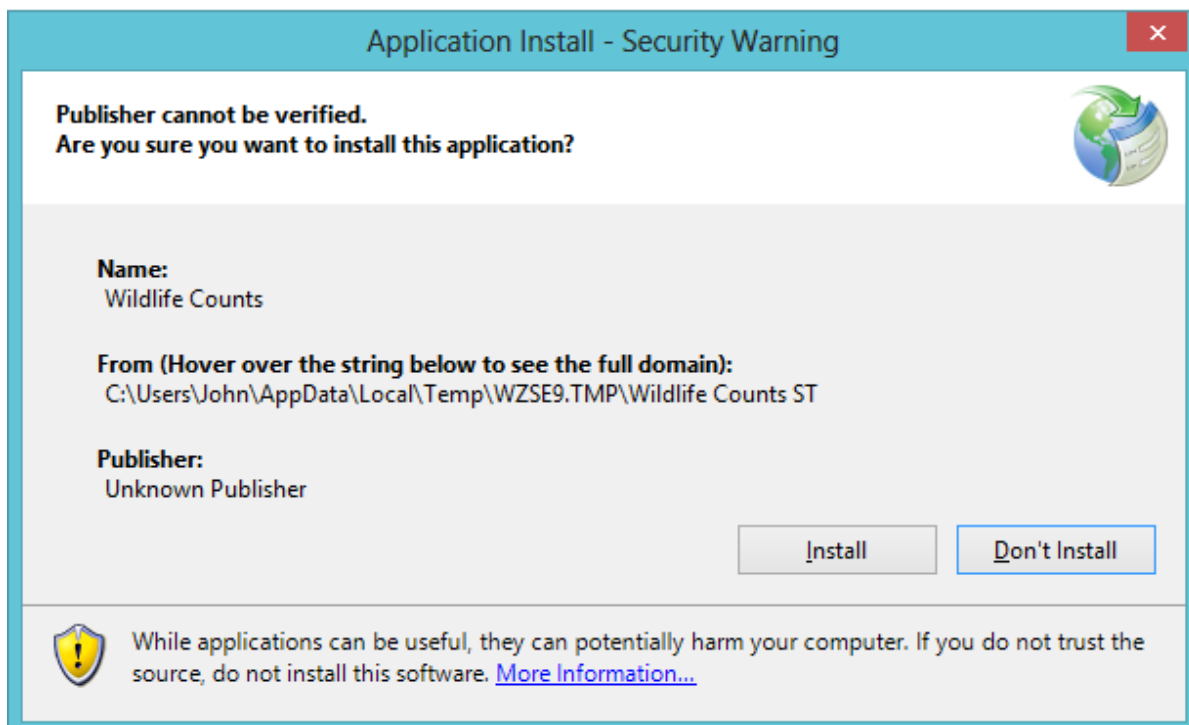 Application Install - Security Warning
Publisher cannot be verified.
Are you sure you want to install this application?
Name:
Wildlife Counts
From (Hover over the string below to see the full domain):
C:\Users\John\AppData\Local\Temp\WZSE9.TMP\Wildlife Counts ST
Publisher:
Unknown Publisher
Install
Don't Install
While applications can be useful, they can potentially harm your computer. If you do not trust the
source, do not install this software. More Information...